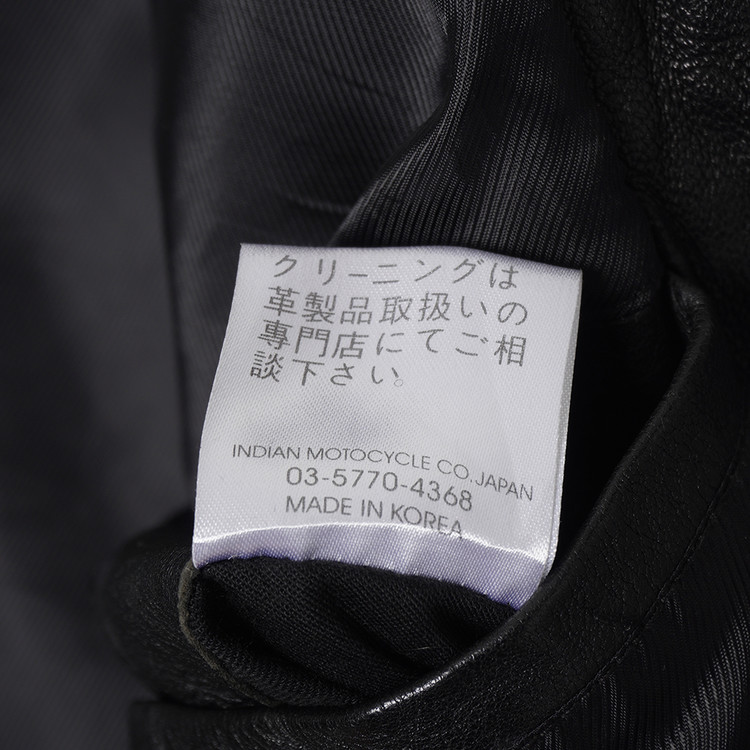 クリーニングは
革製品取扱いの
専門店にてご相
談下さい。
INDIAN MOTOCYCLE CO. JAPAN
03-5770-4368
MADE IN KOREA